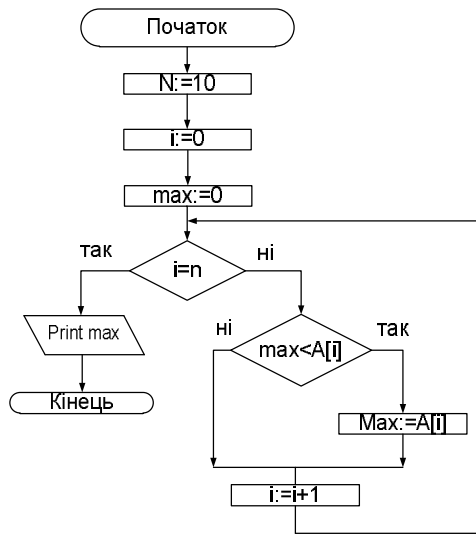 Початок
N:=10
i:=0
max:=0
так
ні
i=n
Print max
Кінець
ні
так
max<A[i]
Max:=A[i]
i:=i+1